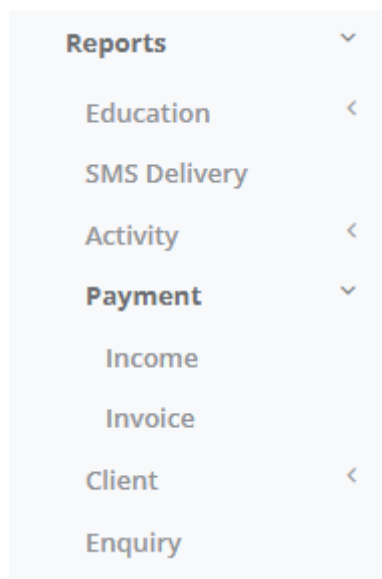 Reports
Education
SMS Delivery
Activity
Payment
Income
Invoice
Client
Enquiry